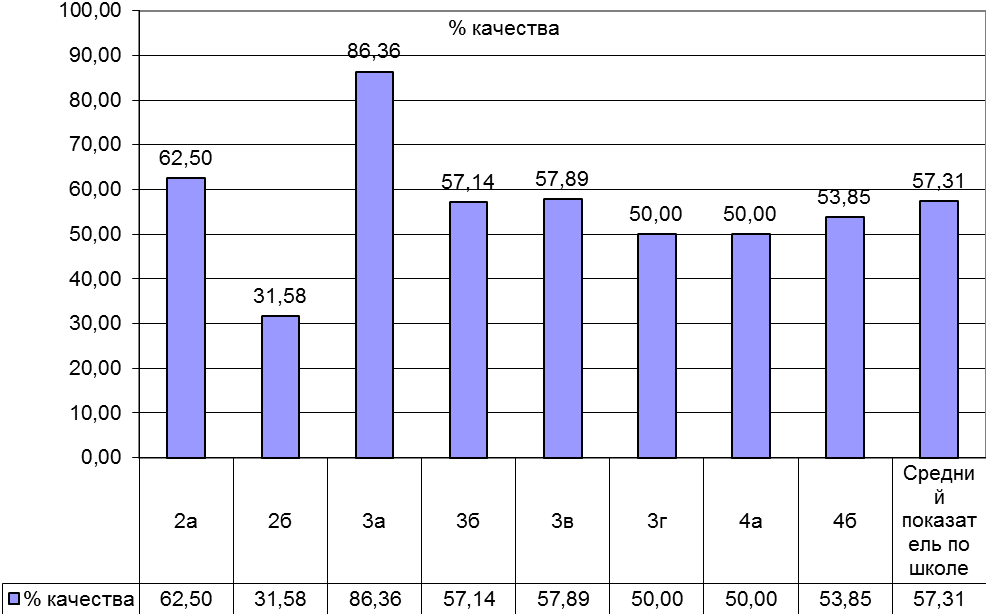 % качества
100,00
90,00
80,00
70,00
60,00
50,00
40,00
30,00
20,00
10,00
0,00
62,50
31,58
86,36
57,14
57,89
50,00
50,00
53,85
57,31
2а
2б
3а
3б
3в
3г
4а
4б
Средни
й
показат
ель по
школе
% качества 62,50 31,58 86,36 57,14 57,89 50,00 50,00 53,85 57,31